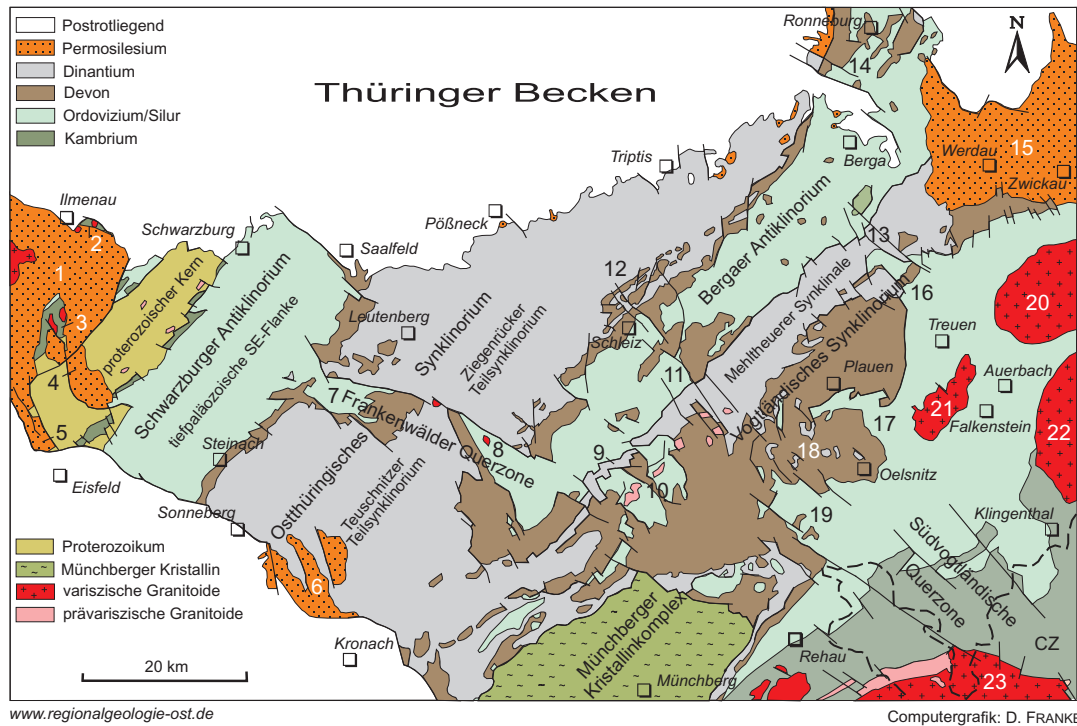 Postrotliegend
Permosilesium
Dinantium
Devon
Ordovizium/Silur
Kambrium
Thüringer Becken
N
Ronneburg
14
Werdau
15
Zwickau
Berga
Triptis
Pößneck
Saalfeld
Schwarzburg
Ilmenau
1
2
3
4
5
proterozoischer Kern
Schwarzburger Antiklinorium
tiefpaläozoische SE-Flanke
Leutenberg
Synklinorium
Ziegenrücker
Teilsynklinorium
12
Schleiz
Bergaer Antiklinorium
13
Mehltheuerer Synklinale
Vogtländisches Synklinorium
16
20
Treuen
Plauen
Auerbach
21
Falkenstein
22
11
7
Frankenwälder Querzone
8
9
10
17
18
Oelsnitz
19
Klingenthal
Steinach
Eisfeld
Sonneberg
Ostthüringisches
Teuschnitzer
Teilsynklinorium
6
Südvogtländische
Querzone
CZ
Proterozoikum
Münchberger Kristallin
variszische Granitoide
prävariszische Granitoide
20 km
Kronach
Münchberger
Kristallinkomplex
Münchberg
Rehau
23
www.regionalgeologie-ost.de
Computergrafik: D. FRANKE